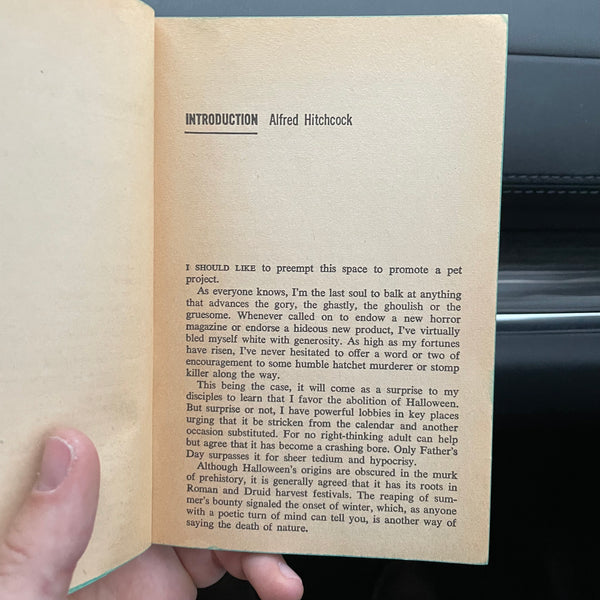 INTRODUCTION Alfred Hitchcock
I SHOULD LIKE to preempt this space to promote a pet
project.
As everyone knows, I'm the last soul to balk at anything
that advances the gory, the ghastly, the ghoulish or the
gruesome. Whenever called on to endow a new horror
magazine or endorse a hideous new product, I've virtually
bled myself white with generosity. As high as my fortunes
have risen, I've never hesitated to offer a word or two of
encouragement to some humble hatchet murderer or stomp
killer along the way.
This being the case, it will come as a surprise to my
disciples to learn that I favor the abolition of Halloween.
But surprise or not, I have powerful lobbies in key places
urging that it be stricken from the calendar and another
occasion substituted. For no right-thinking adult can help
but agree that it has become a crashing bore. Only Father's
Day surpasses it for sheer tedium and hypocrisy.
Although Halloween's origins are obscured in the murk
of prehistory, it is generally agreed that it has its roots in
Roman and Druid harvest festivals. The reaping of sum-
mer's bounty signaled the onset of winter, which, as anyone
with a poetic turn of mind can tell you, is another way of
saying the death of nature.